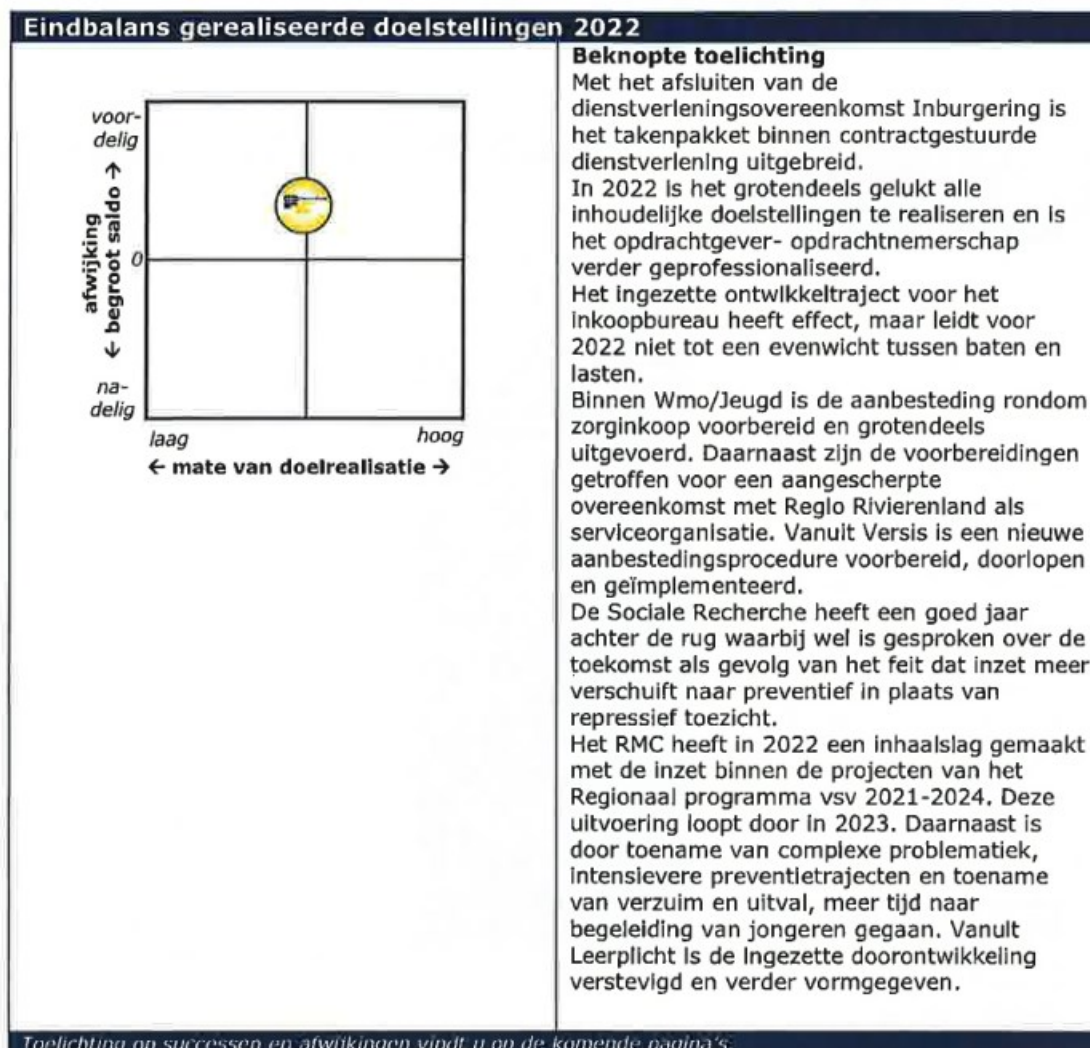 Eindbalans gerealiseerde doelstellingen 2022
voor-
delig
afwijking
← begroot saldo →
0
na-
delig
laag
hoog
← mate van doelrealisatie →
Beknopte toelichting
Met het afsluiten van de
dienstverleningsovereenkomst Inburgering is
het takenpakket binnen contractgestuurde
dienstverlening uitgebreid.
In 2022 is het grotendeels gelukt alle
inhoudelijke doelstellingen te realiseren en is
het opdrachtgever- opdrachtnemerschap
verder geprofessionaliseerd.
Het ingezette ontwikkeltraject voor het
inkoopbureau heeft effect, maar leidt voor
2022 niet tot een evenwicht tussen baten en
lasten.
Binnen Wmo/Jeugd is de aanbesteding rondom
zorginkoop voorbereid en grotendeels
uitgevoerd. Daarnaast zijn de voorbereidingen
getroffen voor een aangescherpte
overeenkomst met Regio Rivierenland als
serviceorganisatie. Vanuit Versis is een nieuwe
aanbestedingsprocedure voorbereid, doorlopen
en geïmplementeerd.
De Sociale Recherche heeft een goed jaar
achter de rug waarbij wel is gesproken over de
toekomst als gevolg van het feit dat inzet meer
verschuift naar preventief in plaats van
repressief toezicht.
Het RMC heeft in 2022 een inhaalslag gemaakt
met de inzet binnen de projecten van het
Regionaal programma vsv 2021-2024. Deze
uitvoering loopt door in 2023. Daarnaast is
door toename van complexe problematiek,
intensievere preventietrajecten en toename
van verzuim en uitval, meer tijd naar
begeleiding van jongeren gegaan. Vanuit
Leerplicht is de ingezette doorontwikkeling
verstevigd en verder vormgegeven.
Toelichting op successen en afwijkingen vindt u op de komende pagina's